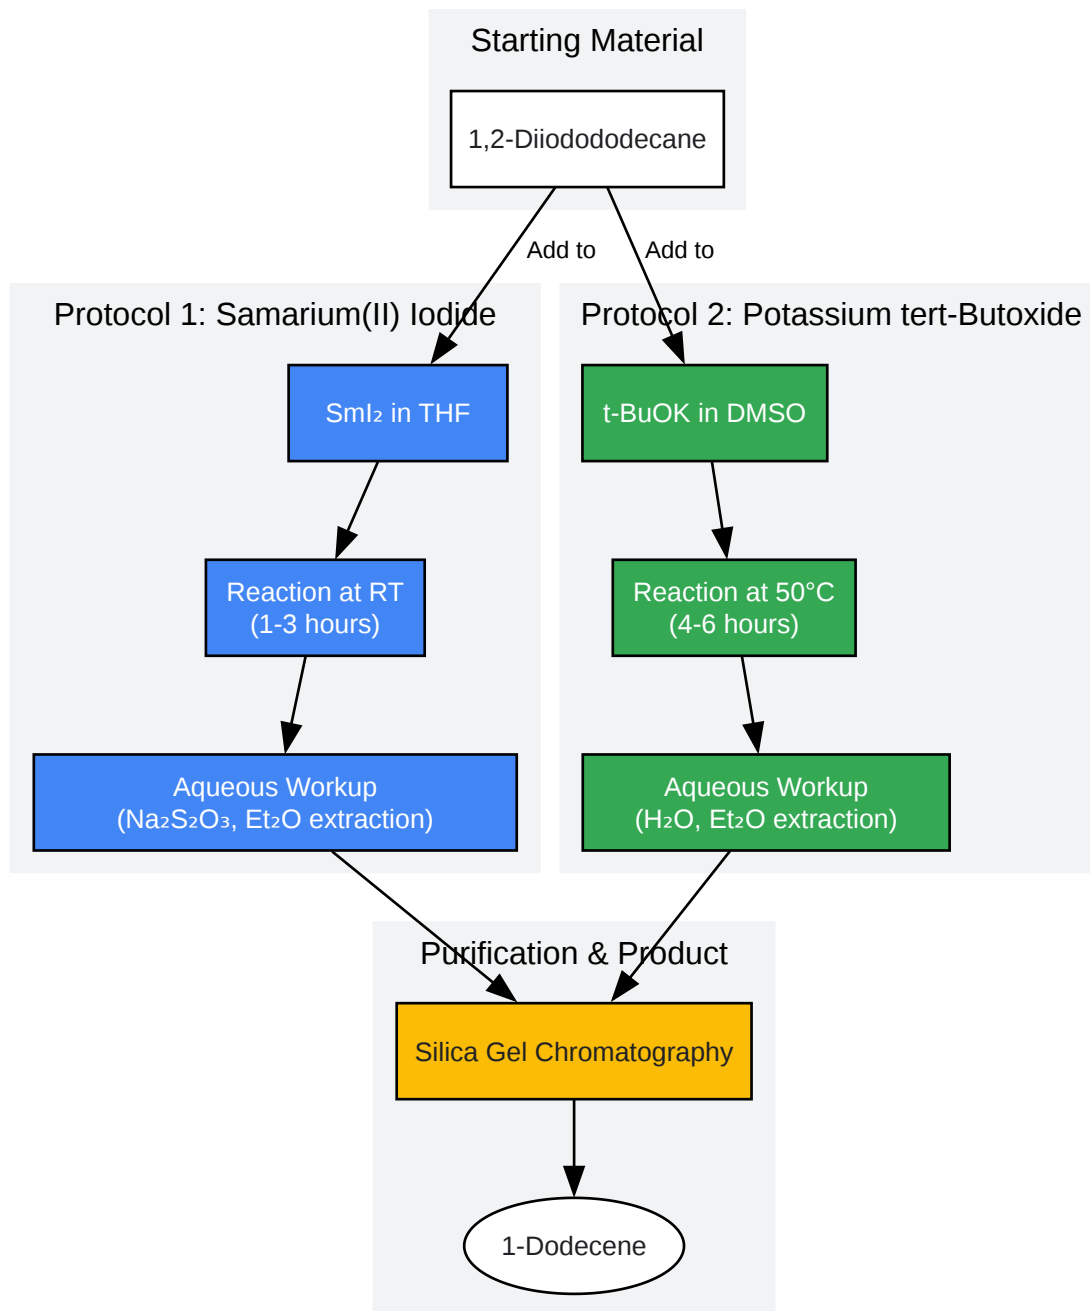 Starting Material
1,2-Diiodododecane
Add to
Add to
Protocol 1: Samarium(II) Iodide
SmI₂ in THF
Reaction at RT
(1-3 hours)
Aqueous Workup
(Na₂S₂O₃, Et₂O extraction)
Protocol 2: Potassium tert-Butoxide
t-BuOK in DMSO
Reaction at 50°C
(4-6 hours)
Aqueous Workup
(H₂O, Et₂O extraction)
Purification & Product
Silica Gel Chromatography
1-Dodecene